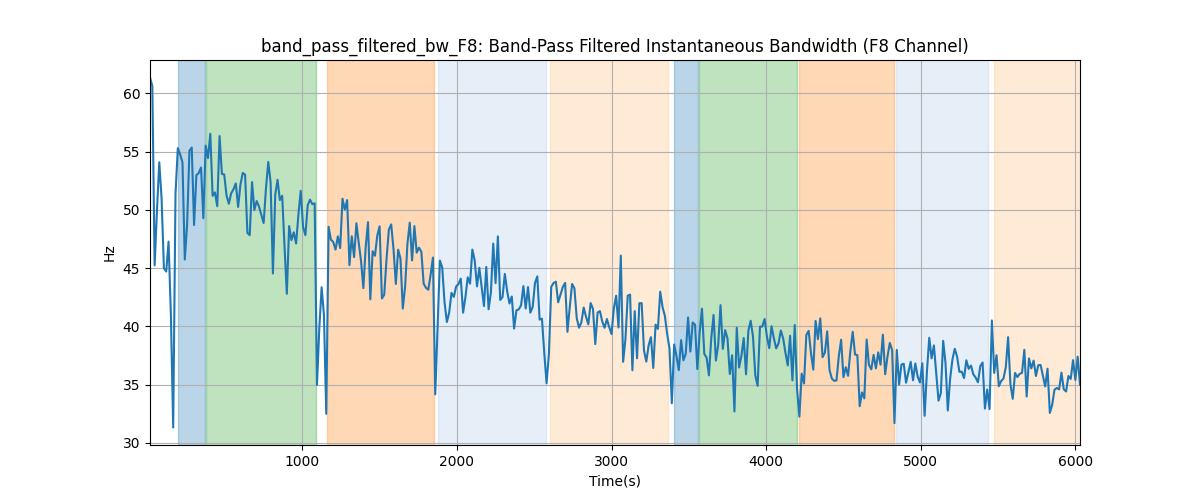 band_pass_filtered_bw_F8: Band-Pass Filtered Instantaneous Bandwidth (F8 Channel)
60
55
50
45
40
35
30
Hz
1000 2000 3000 4000 5000 6000
Time(s)